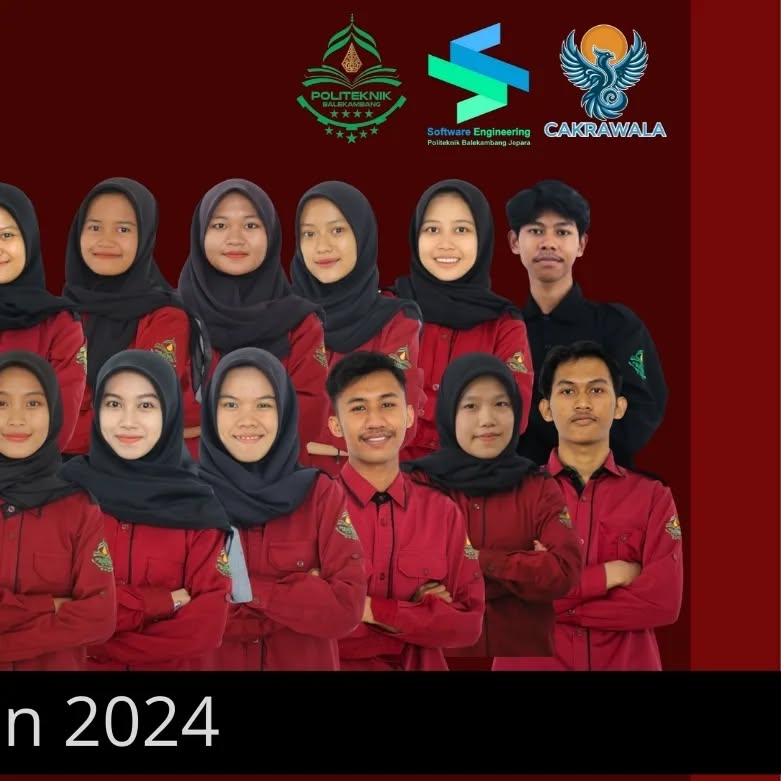 POLITEKNIK
BALEKAMBANG
Software Engineering
Politeknik Balekambang Jepara
CAKRAWALA
n 2024